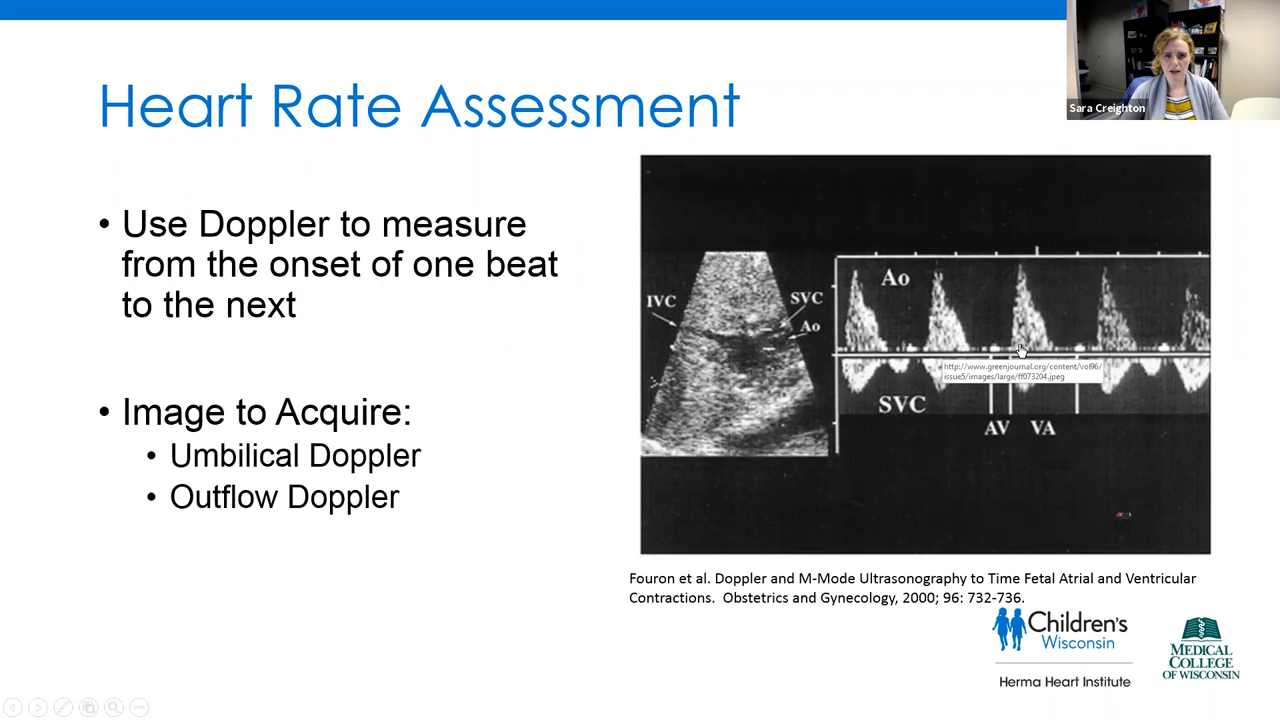 Sara Creighton
Heart Rate Assessment
• Use Doppler to measure
from the onset of one beat
to the next
• Image to Acquire:
• Umbilical Doppler
• Outflow Doppler
IVC
SVC
Ao
Ao
http://www.greenjournal.org/content/vol96/
issue5/images/large/ff073204.jpeg
SVC
AV VA
Fouron et al. Doppler and M-Mode Ultrasonography to Time Fetal Atrial and Ventricular
Contractions. Obstetrics and Gynecology, 2000; 96: 732-736.
Children's
Wisconsin
Herma Heart Institute
MEDICAL
COLLEGE
OF WISCONSIN